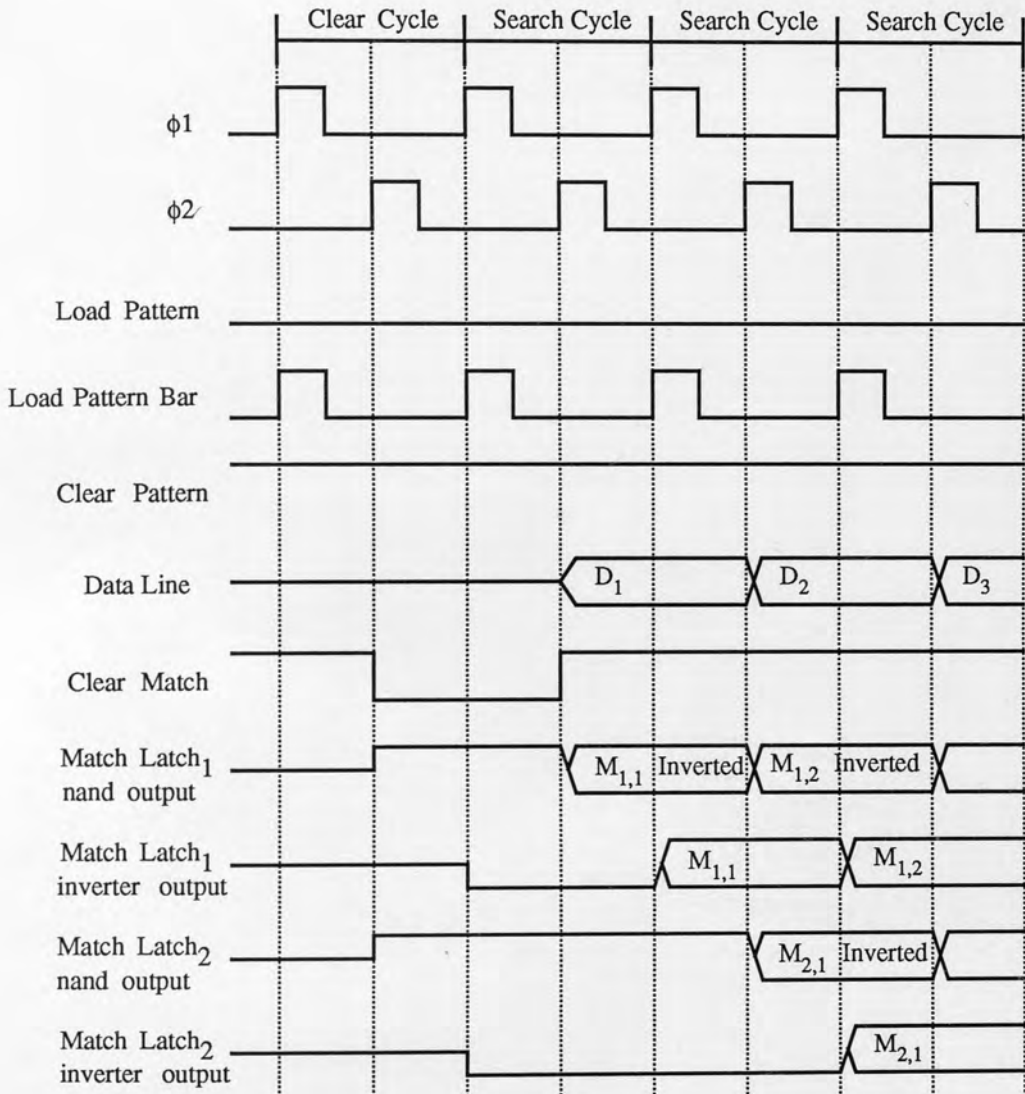 Clear Cycle Search Cycle Search Cycle Search Cycle
ϕ1
ϕ2
Load Pattern
Load Pattern Bar
Clear Pattern
Data Line D₁ D₂ D₃
Clear Match
Match Latch₁
nand output
M₁,₁ Inverted M₁,₂ Inverted
Match Latch₁
inverter output
M₁,₁ M₁,₂
Match Latch₂
nand output
M₂,₁ Inverted
Match Latch₂
inverter output
M₂,₁